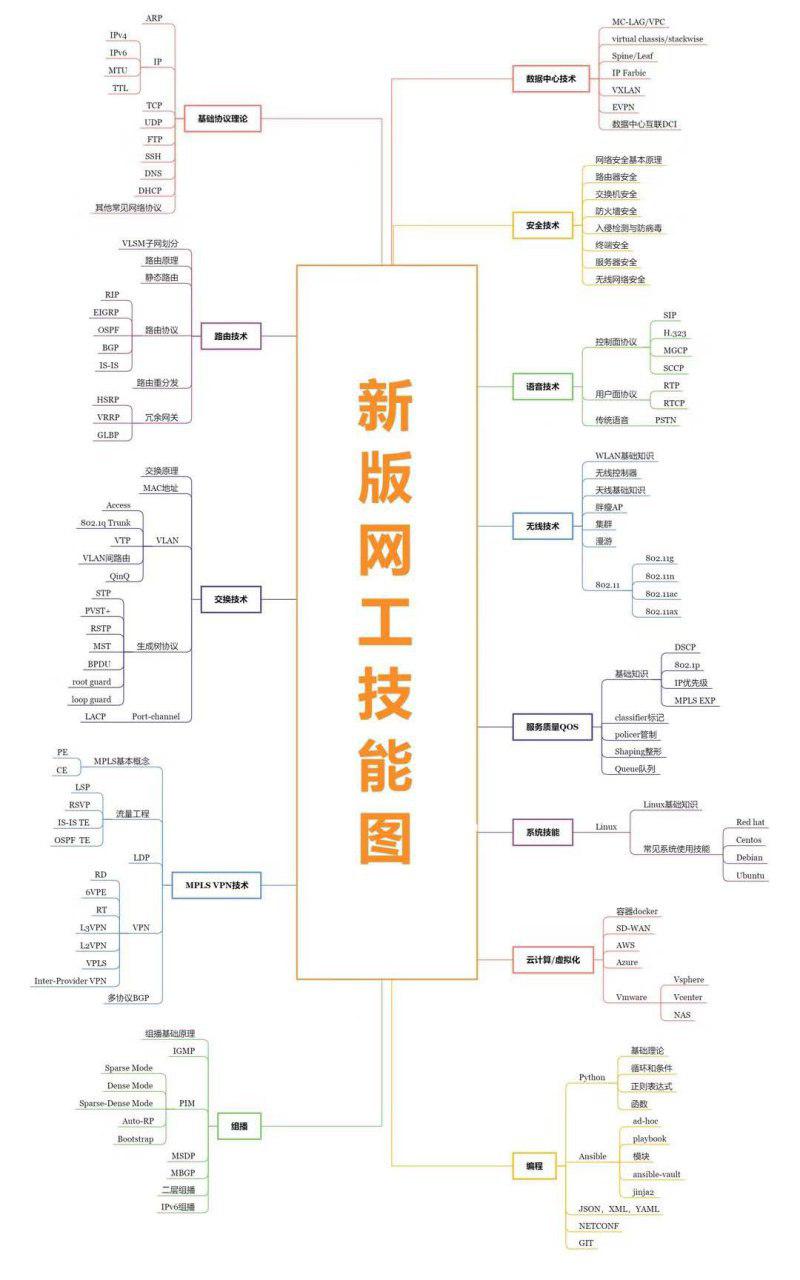 新版网工技能图
基础协议理论
ARP
IP
IPv4
IPv6
MTU
TTL
TCP
UDP
FTP
SSH
DNS
DHCP
其他常见网络协议
路由技术
VLSM子网划分
路由原理
静态路由
路由协议
RIP
EIGRP
OSPF
BGP
IS-IS
路由重分发
冗余网关
HSRP
VRRP
GLBP
交换技术
交换原理
MAC地址
VLAN
Access
802.1q Trunk
VTP
VLAN间路由
QinQ
生成树协议
STP
PVST+
RSTP
MST
BPDU
root guard
loop guard
Port-channel
LACP
MPLS VPN技术
MPLS基本概念
PE
CE
流量工程
LSP
RSVP
IS-IS TE
OSPF TE
LDP
VPN
RD
6VPE
RT
L3VPN
L2VPN
VPLS
Inter-Provider VPN
多协议BGP
组播
组播基础原理
IGMP
PIM
Sparse Mode
Dense Mode
Sparse-Dense Mode
Auto-RP
Bootstrap
MSDP
MBGP
二层组播
IPv6组播
数据中心技术
MC-LAG/VPC
virtual chassis/stackwise
Spine/Leaf
IP Farbic
VXLAN
EVPN
数据中心互联DCI
安全技术
网络安全基本原理
路由器安全
交换机安全
防火墙安全
入侵检测与防病毒
终端安全
服务器安全
无线网络安全
语音技术
控制面协议
SIP
H.323
MGCP
SCCP
用户面协议
RTP
RTCP
传统语音
PSTN
无线技术
WLAN基础知识
无线控制器
天线基础知识
胖瘦AP
集群
漫游
802.11
802.11g
802.11n
802.11ac
802.11ax
服务质量QOS
基础知识
DSCP
802.1p
IP优先级
MPLS EXP
classifier标记
policer管制
Shaping整形
Queue队列
系统技能
Linux
Linux基础知识
常见系统使用技能
Red hat
Centos
Debian
Ubuntu
云计算/虚拟化
容器docker
SD-WAN
AWS
Azure
Vmware
Vsphere
Vcenter
NAS
编程
Python
基础理论
循环和条件
正则表达式
函数
Ansible
ad-hoc
playbook
模块
ansible-vault
jinja2
JSON，XML，YAML
NETCONF
GIT